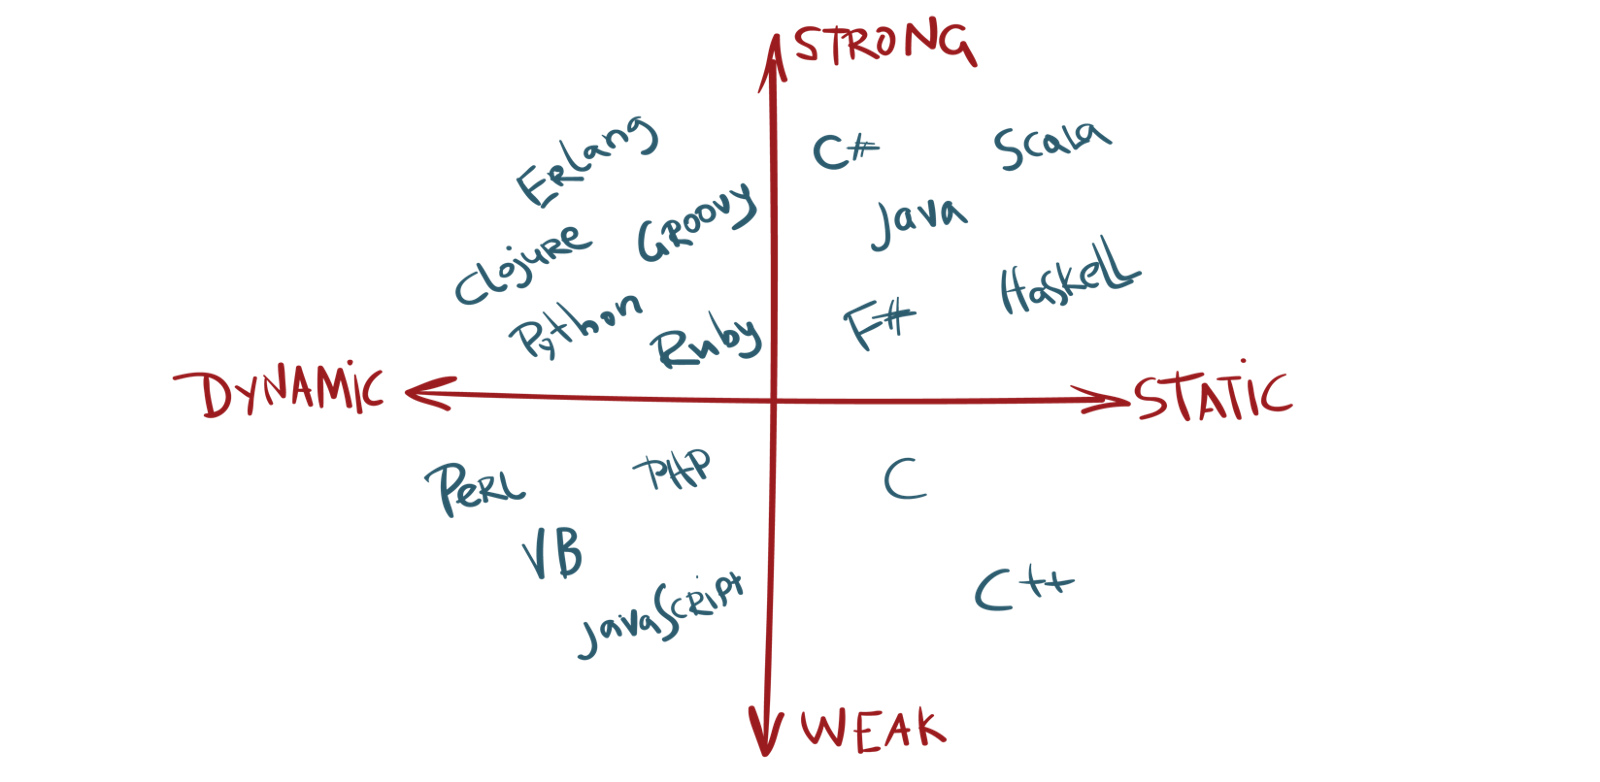 STRONG
ERLang
C#
Scala
GROOVY
Java
ClojuRe
Haskell
Python
Ruby
F#
DYNAMiC
STATiC
PERL
PHP
C
VB
JavaScRiPt
C++
WEAK